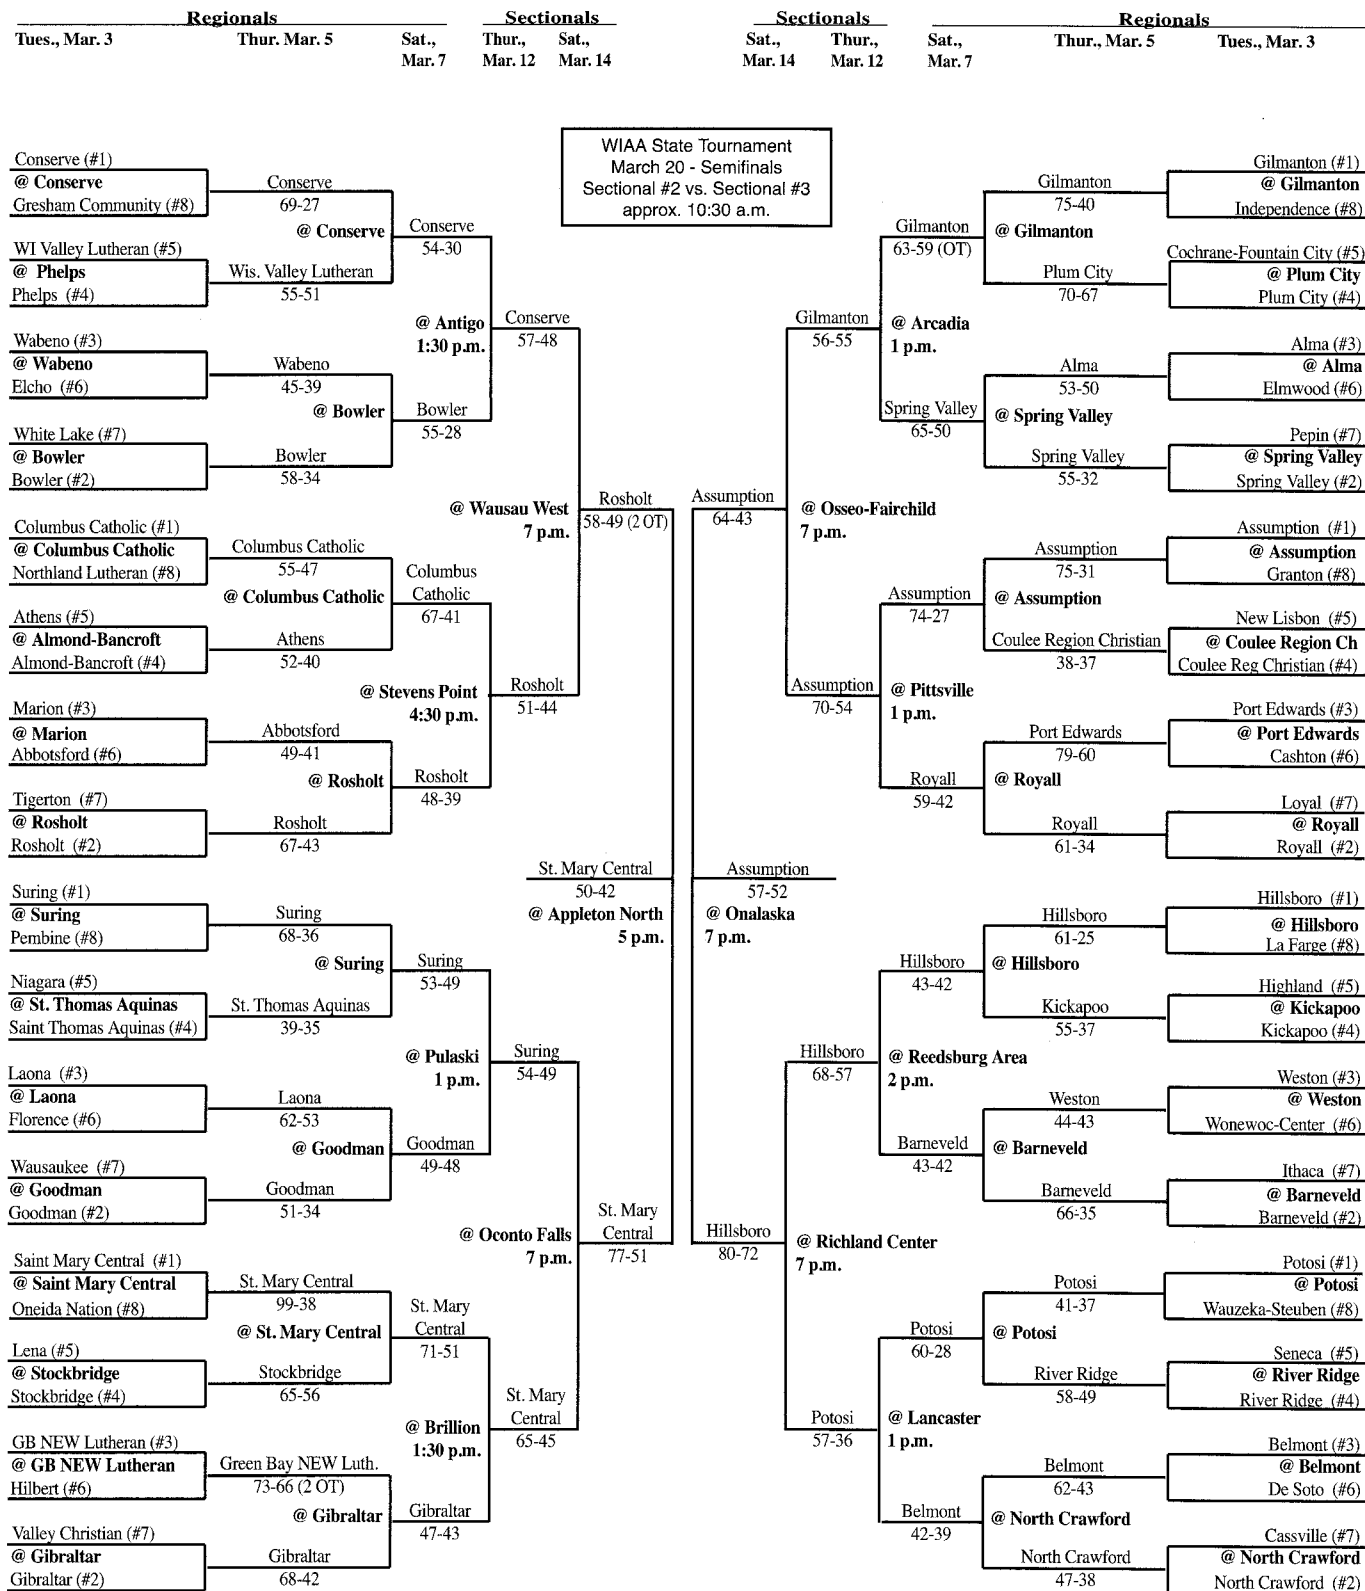 Regionals
Sectionals
Sectionals
Regionals
Tues., Mar. 3
Thur. Mar. 5
Sat.,
Mar. 7
Thur.,
Mar. 12
Sat.,
Mar. 14
Sat.,
Mar. 14
Thur.,
Mar. 12
Sat.,
Mar. 7
Thur., Mar. 5
Tues., Mar. 3
WIAA State Tournament
March 20 - Semifinals
Sectional #2 vs. Sectional #3
approx. 10:30 a.m.
Conserve (#1)
@ Conserve
Gresham Community (#8)
WI Valley Lutheran (#5)
@ Phelps
Phelps (#4)
Wabeno (#3)
@ Wabeno
Elcho (#6)
White Lake (#7)
@ Bowler
Bowler (#2)
Columbus Catholic (#1)
@ Columbus Catholic
Northland Lutheran (#8)
Athens (#5)
@ Almond-Bancroft
Almond-Bancroft (#4)
Marion (#3)
@ Marion
Abbotsford (#6)
Tigerton (#7)
@ Rosholt
Rosholt (#2)
Suring (#1)
@ Suring
Pembine (#8)
Niagara (#5)
@ St. Thomas Aquinas
Saint Thomas Aquinas (#4)
Laona (#3)
@ Laona
Florence (#6)
Wausaukee (#7)
@ Goodman
Goodman (#2)
Saint Mary Central (#1)
@ Saint Mary Central
Oneida Nation (#8)
Lena (#5)
@ Stockbridge
Stockbridge (#4)
GB NEW Lutheran (#3)
@ GB NEW Lutheran
Hilbert (#6)
Valley Christian (#7)
@ Gibraltar
Gibraltar (#2)
Conserve
69-27
@ Conserve
Wis. Valley Lutheran
55-51
Wabeno
45-39
@ Bowler
Bowler
58-34
Columbus Catholic
55-47
@ Columbus Catholic
Athens
52-40
Abbotsford
49-41
@ Rosholt
Rosholt
67-43
Suring
68-36
@ Suring
St. Thomas Aquinas
39-35
Laona
62-53
@ Goodman
Goodman
51-34
St. Mary Central
99-38
@ St. Mary Central
Stockbridge
65-56
Green Bay NEW Luth.
73-66 (2 OT)
@ Gibraltar
Gibraltar
68-42
Conserve
54-30
@ Antigo
1:30 p.m.
Bowler
55-28
Columbus
Catholic
67-41
@ Stevens Point
4:30 p.m.
Rosholt
48-39
Suring
53-49
@ Pulaski
1 p.m.
Goodman
49-48
St. Mary
Central
71-51
@ Brillion
1:30 p.m.
Gibraltar
47-43
Conserve
57-48
@ Wausau West
7 p.m.
Rosholt
51-44
Suring
54-49
@ Oconto Falls
7 p.m.
St. Mary
Central
65-45
Rosholt
58-49 (2 OT)
St. Mary Central
50-42
@ Appleton North
5 p.m.
St. Mary
Central
77-51
Assumption
64-43
Assumption
57-52
@ Onalaska
7 p.m.
Hillsboro
80-72
Gilmanton
56-55
@ Osseo-Fairchild
7 p.m.
Assumption
70-54
Hillsboro
68-57
@ Richland Center
7 p.m.
Potosi
57-36
Gilmanton
63-59 (OT)
@ Arcadia
1 p.m.
Spring Valley
65-50
Assumption
74-27
@ Pittsville
1 p.m.
Royall
59-42
Hillsboro
43-42
@ Reedsburg Area
2 p.m.
Barneveld
43-42
Potosi
60-28
@ Lancaster
1 p.m.
Belmont
42-39
Gilmanton
75-40
@ Gilmanton
Plum City
70-67
Alma
53-50
@ Spring Valley
Spring Valley
55-32
Assumption
75-31
@ Assumption
Coulee Region Christian
38-37
Port Edwards
79-60
@ Royall
Royall
61-34
Hillsboro
61-25
@ Hillsboro
Kickapoo
55-37
Weston
44-43
@ Barneveld
Barneveld
66-35
Potosi
41-37
@ Potosi
River Ridge
58-49
Belmont
62-43
@ North Crawford
North Crawford
47-38
Gilmanton (#1)
@ Gilmanton
Independence (#8)
Cochrane-Fountain City (#5)
@ Plum City
Plum City (#4)
Alma (#3)
@ Alma
Elmwood (#6)
Pepin (#7)
@ Spring Valley
Spring Valley (#2)
Assumption (#1)
@ Assumption
Granton (#8)
New Lisbon (#5)
@ Coulee Region Ch
Coulee Reg Christian (#4)
Port Edwards (#3)
@ Port Edwards
Cashton (#6)
Loyal (#7)
@ Royall
Royall (#2)
Hillsboro (#1)
@ Hillsboro
La Farge (#8)
Highland (#5)
@ Kickapoo
Kickapoo (#4)
Weston (#3)
@ Weston
Wonewoc-Center (#6)
Ithaca (#7)
@ Barneveld
Barneveld (#2)
Potosi (#1)
@ Potosi
Wauzeka-Steuben (#8)
Seneca (#5)
@ River Ridge
River Ridge (#4)
Belmont (#3)
@ Belmont
De Soto (#6)
Cassville (#7)
@ North Crawford
North Crawford (#2)